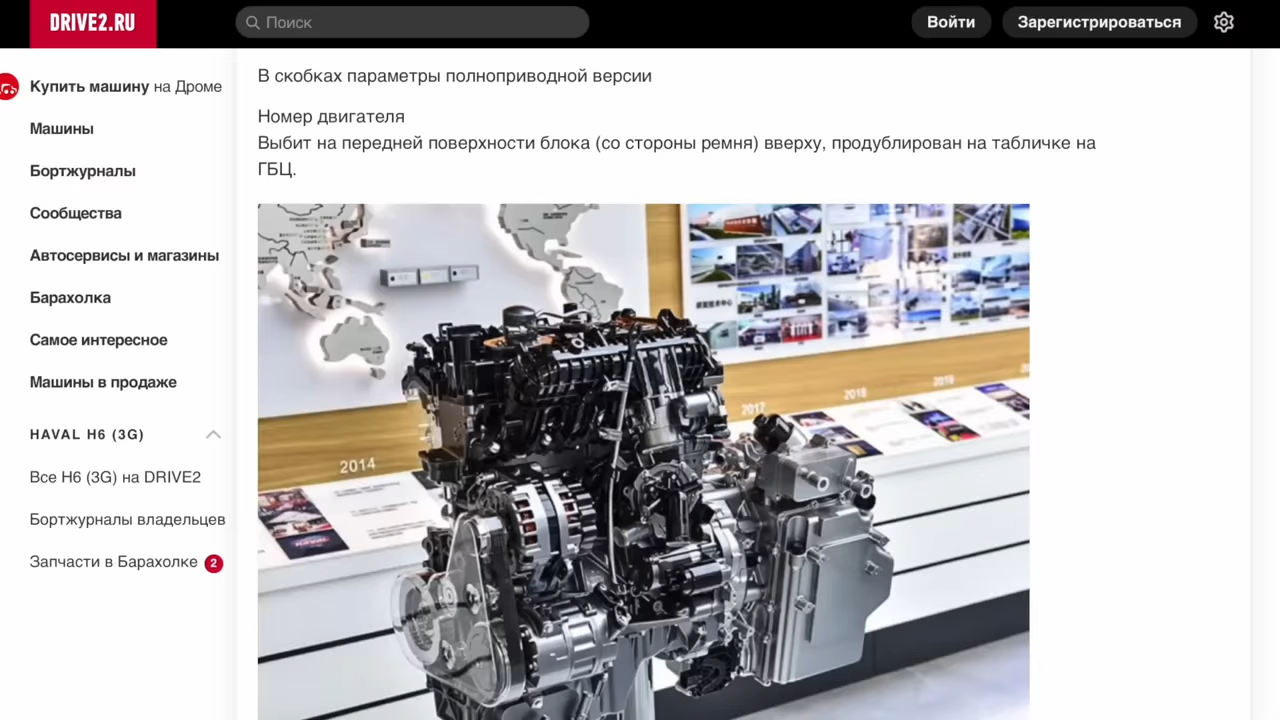 DRIVE2.RU
Поиск
Войти
Зарегистрироваться
Купить машину на Дроме
Машины
Бортжурналы
Сообщества
Автосервисы и магазины
Барахолка
Самое интересное
Машины в продаже
HAVAL H6 (3G)
Все H6 (3G) на DRIVE2
Бортжурналы владельцев
Запчасти в Барахолке 2
В скобках параметры полноприводной версии
Номер двигателя
Выбит на передней поверхности блока (со стороны ремня) вверху, продублирован на табличке на
ГБЦ.
2014
2017
2018
2019